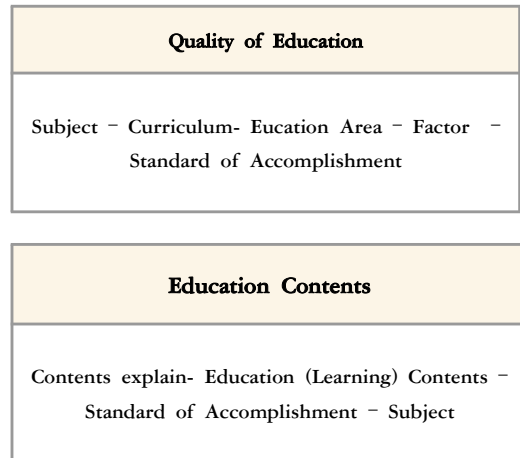 Quality of Education
Subject – Curriculum- Eucation Area – Factor –
Standard of Accomplishment
Education Contents
Contents explain- Education (Learning) Contents –
Standard of Accomplishment – Subject